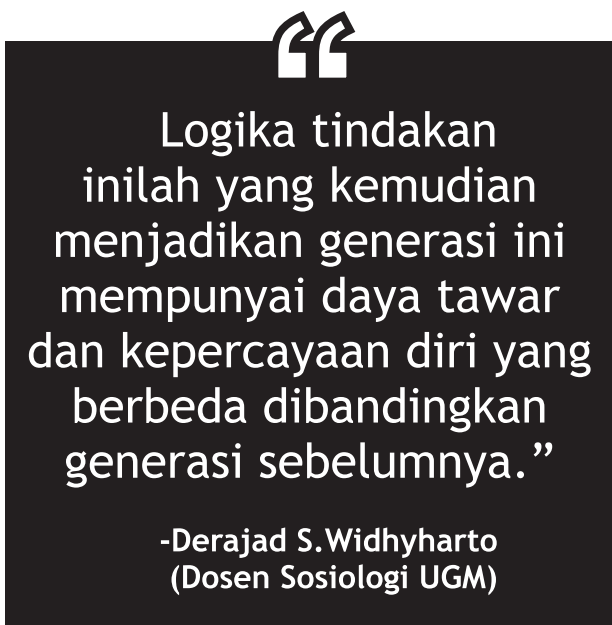 “
Logika tindakan
inilah yang kemudian
menjadikan generasi ini
mempunyai daya tawar
dan kepercayaan diri yang
berbeda dibandingkan
generasi sebelumnya.”
-Derajad S.Widhyharto
(Dosen Sosiologi UGM)